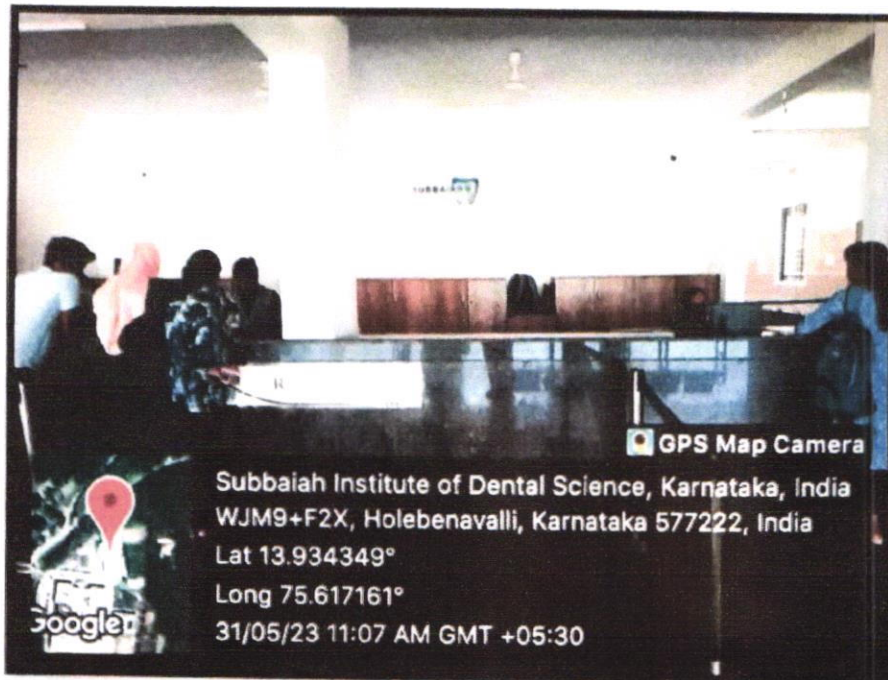 SUBBAIAH
R
GPS Map Camera
Subbaiah Institute of Dental Science, Karnataka, India
WJM9+F2X, Holebenavalli, Karnataka 577222, India
Lat 13.934349°
Long 75.617161°
31/05/23 11:07 AM GMT +05:30
Google